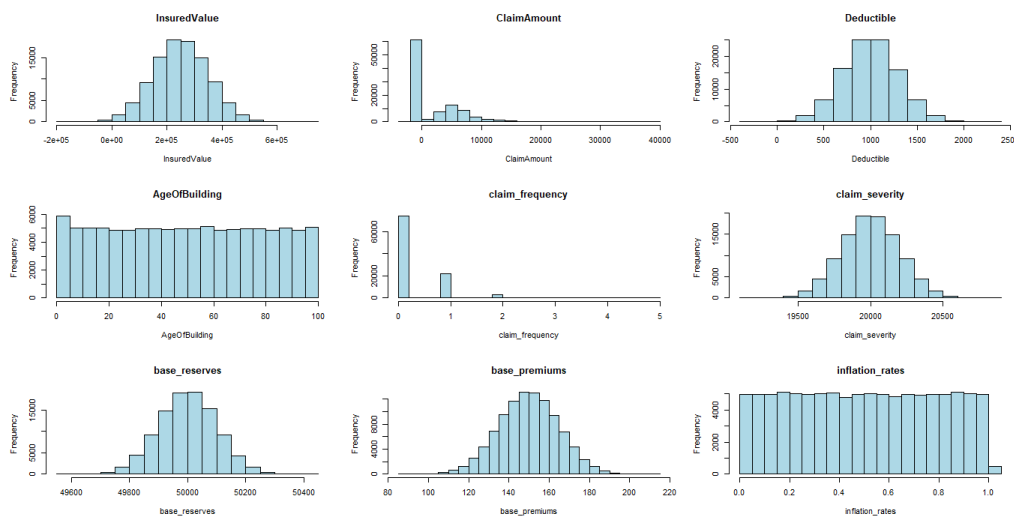 InsuredValue
Frequency
0 5000 15000
-2e+05 0e+00 2e+05 4e+05 6e+05
InsuredValue
ClaimAmount
Frequency
0 20000 60000
0 10000 20000 30000 40000
ClaimAmount
Deductible
Frequency
0 10000 20000
-500 0 500 1000 1500 2000 250
Deductible
AgeOfBuilding
Frequency
0 2000 4000 6000
0 20 40 60 80 100
AgeOfBuilding
claim_frequency
Frequency
0 20000 60000
0 1 2 3 4 5
claim_frequency
claim_severity
Frequency
0 5000 15000
19500 20000 20500
claim_severity
base_reserves
Frequency
0 5000 15000
49600 49800 50000 50200 50400
base_reserves
base_premiums
Frequency
0 4000 8000
80 100 120 140 160 180 200 220
base_premiums
inflation_rates
Frequency
0 2000 4000
0.0 0.2 0.4 0.6 0.8 1.0
inflation_rates